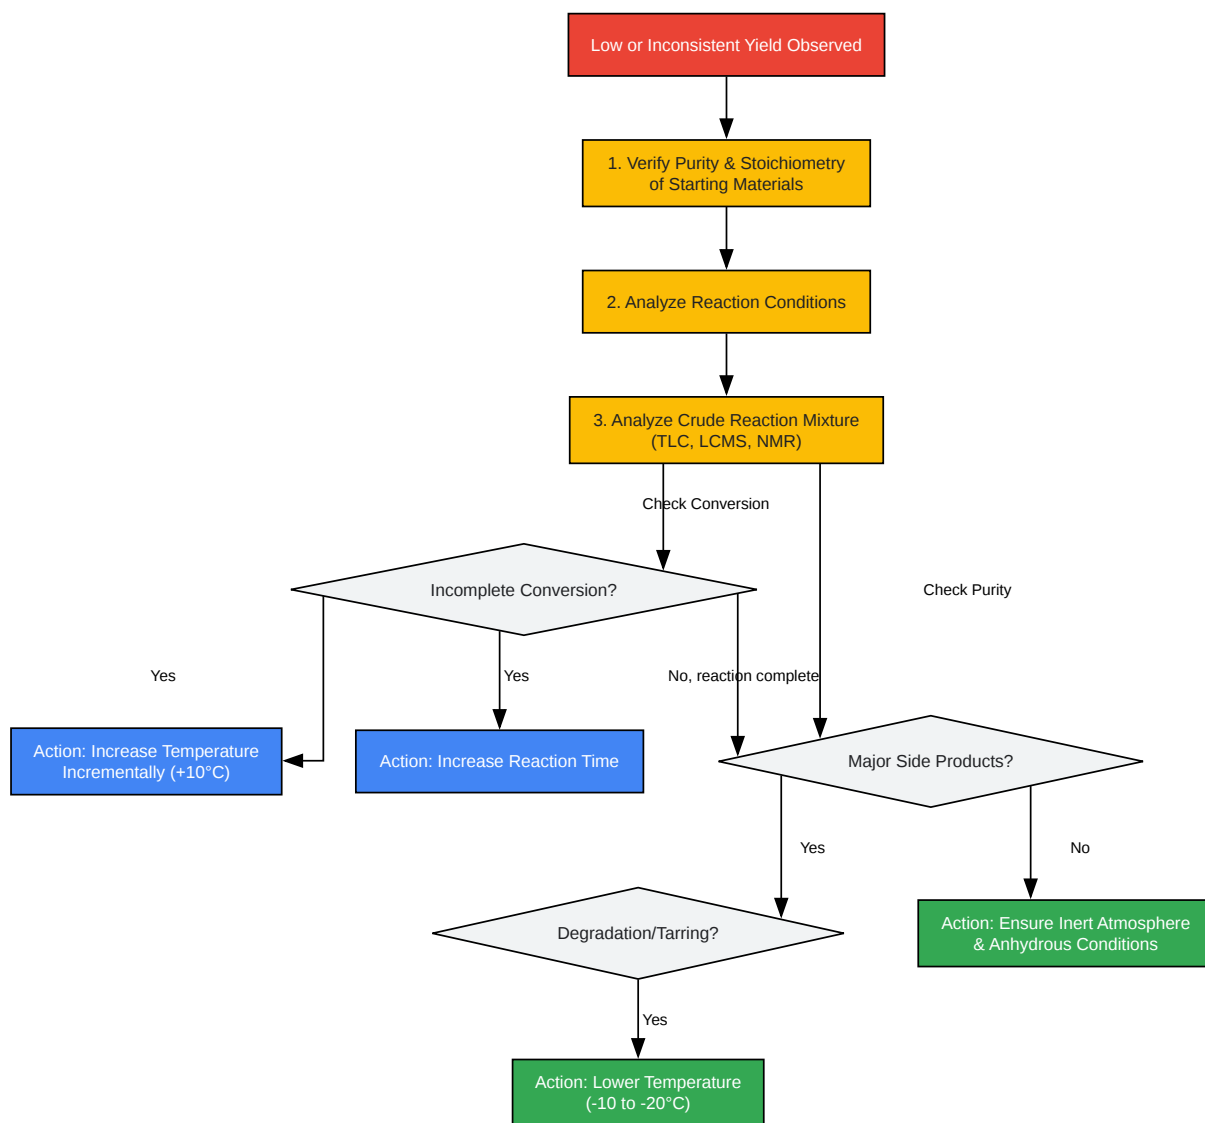 Low or Inconsistent Yield Observed
1. Verify Purity & Stoichiometry
of Starting Materials
2. Analyze Reaction Conditions
3. Analyze Crude Reaction Mixture
(TLC, LCMS, NMR)
Check Conversion
Incomplete Conversion?
Check Purity
Yes
Yes
No, reaction complete
Action: Increase Temperature
Incrementally (+10°C)
Action: Increase Reaction Time
Major Side Products?
Yes
No
Degradation/Tarring?
Action: Ensure Inert Atmosphere
& Anhydrous Conditions
Yes
Action: Lower Temperature
(-10 to -20°C)